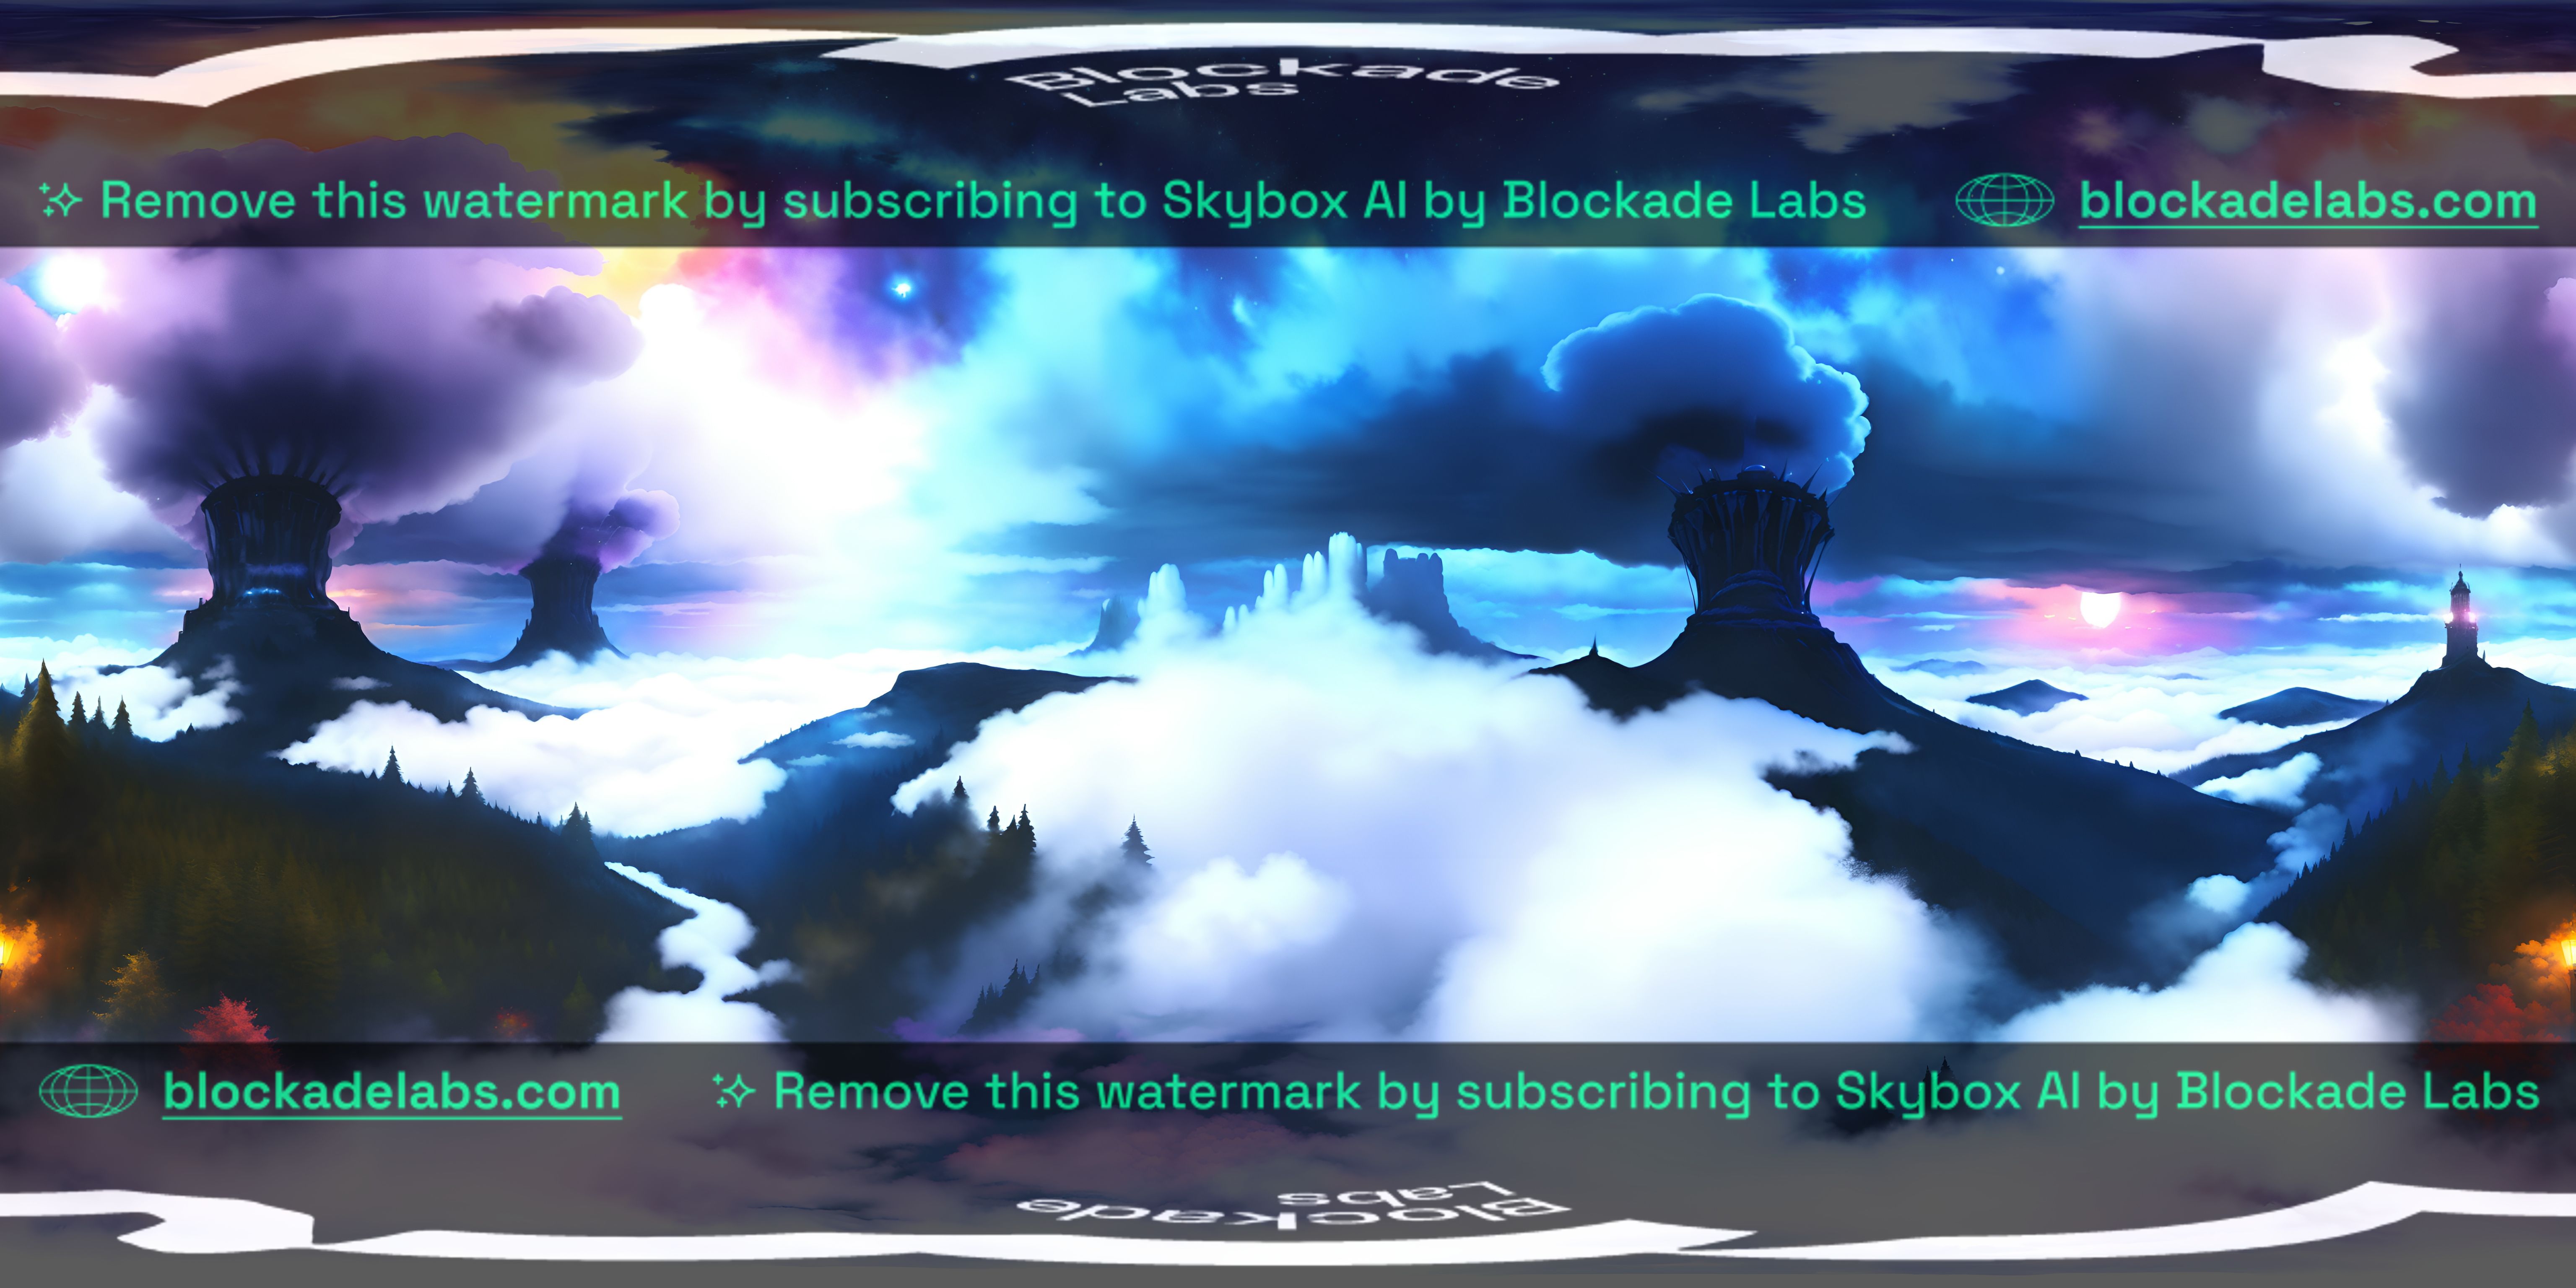 Blockade
Labs
Remove this watermark by subscribing to Skybox AI by Blockade Labs blockadelabs.com
blockadelabs.com Remove this watermark by subscribing to Skybox AI by Blockade Labs
Labs
Blockade